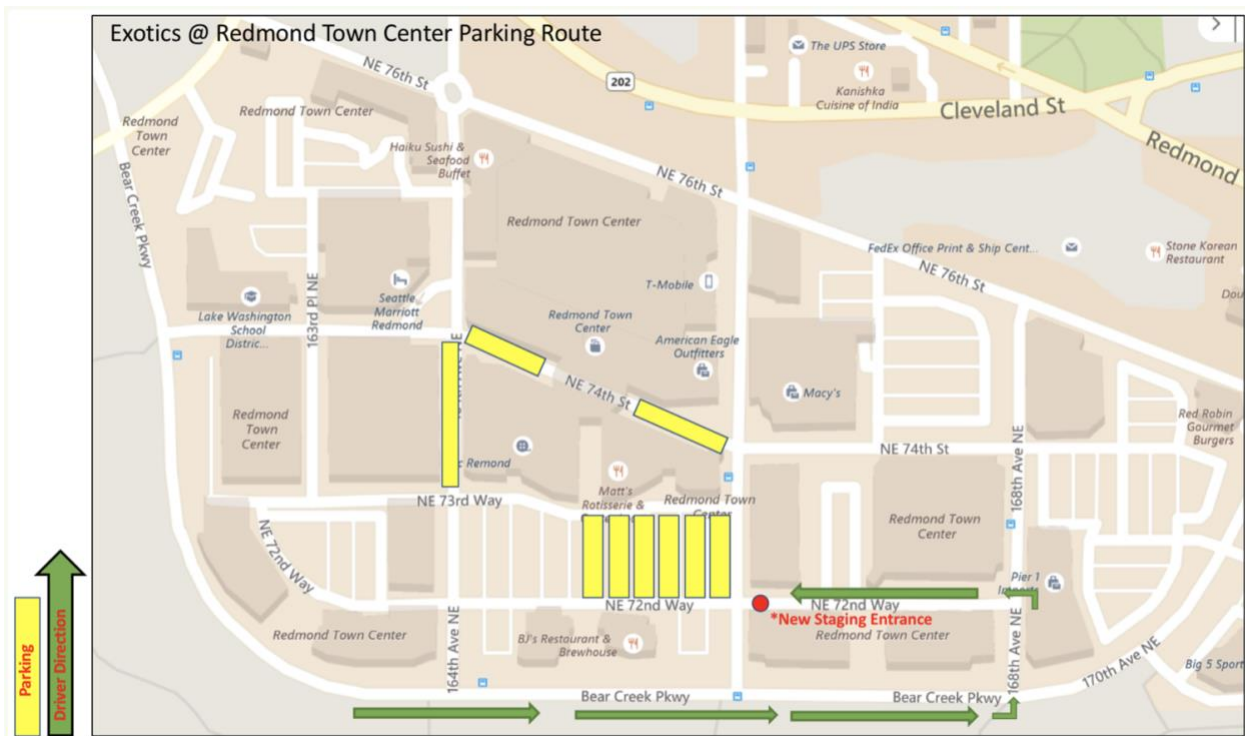 Exotics @ Redmond Town Center Parking Route
NE 76th St
202
The UPS Store
Kanishka
Cuisine of India
Cleveland St
Redmond
Redmond Town Center
Redmond
Town
Center
Haiku Sushi &
Seafood
Buffet
Bear Creek Pkwy
NE 76th St
Redmond Town Center
FedEx Office Print & Ship Cent...
Stone Korean
Restaurant
NE 76th St
Dou
T-Mobile
163rd Pl NE
Seattle
Marriott
Redmond
Lake Washington
School
Distric...
Redmond Town
Center
American Eagle
Outfitters
NE
NE 74th St
Macy's
Redmond
Town
Center
Red Robin
Gourmet
Burgers
NE 74th St
Remond
Matt's
Rotisserie &
Redmond Town
NE 73rd Way
168th Ave NE
Redmond Town
Center
NE 72nd Way
Pier 1
NE 72nd Way
NE 72nd Way
*New Staging Entrance
Redmond Town Center
164th Ave NE
BJ's Restaurant &
Brewhouse
Redmond Town Center
168th Ave NE
170th Ave NE
Big 5 Sport
Bear Creek Pkwy
Bear Creek Pkwy
Parking
Driver Direction